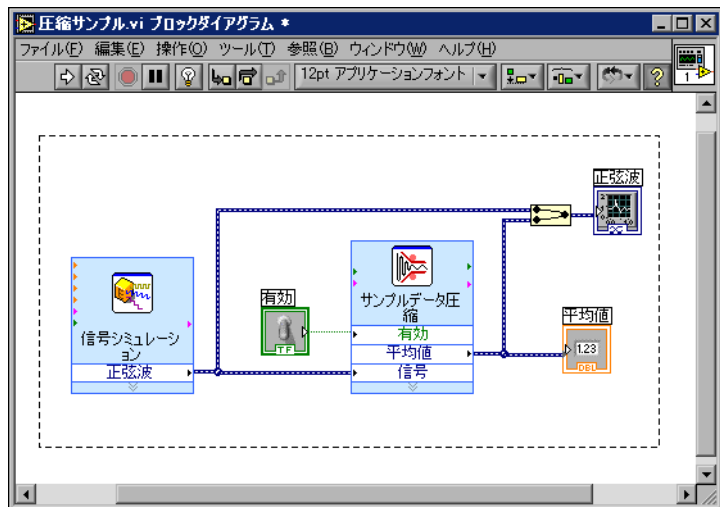 圧縮サンプル.vi ブロックダイアグラム *
ファイル(F) 編集(E) 操作(O) ツール(T) 参照(B) ウィンドウ(W) ヘルプ(H)
12pt アプリケーションフォント
1
正弦波
有効
TF
信号シミュレーシ
ョン
正弦波
サンプルデータ圧
縮
有効
平均値
信号
平均値
1.23
DBL